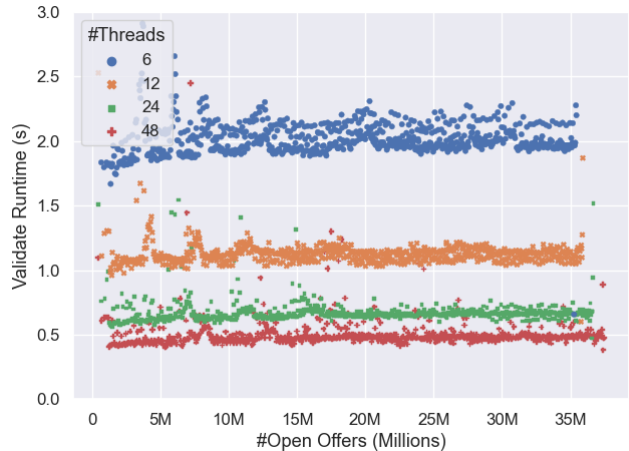 3.0
2.5
2.0
1.5
1.0
0.5
0.0
Validate Runtime (s)
#Threads
6
12
24
48
0 5M 10M 15M 20M 25M 30M 35M
#Open Offers (Millions)